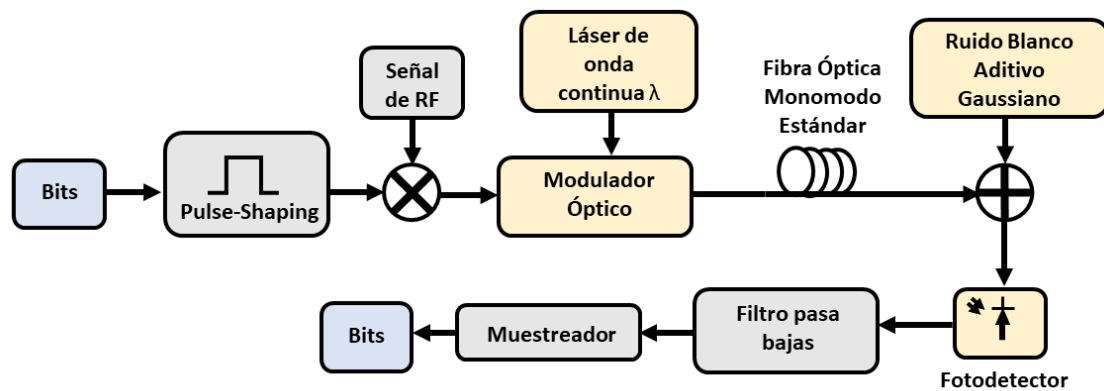 Bits
Pulse-Shaping
Señal
de RF
Láser de
onda
continua λ
Modulador
Óptico
Fibra Óptica
Monomodo
Estándar
Ruido Blanco
Aditivo
Gaussiano
Fotodetector
Filtro pasa
bajas
Muestreador
Bits